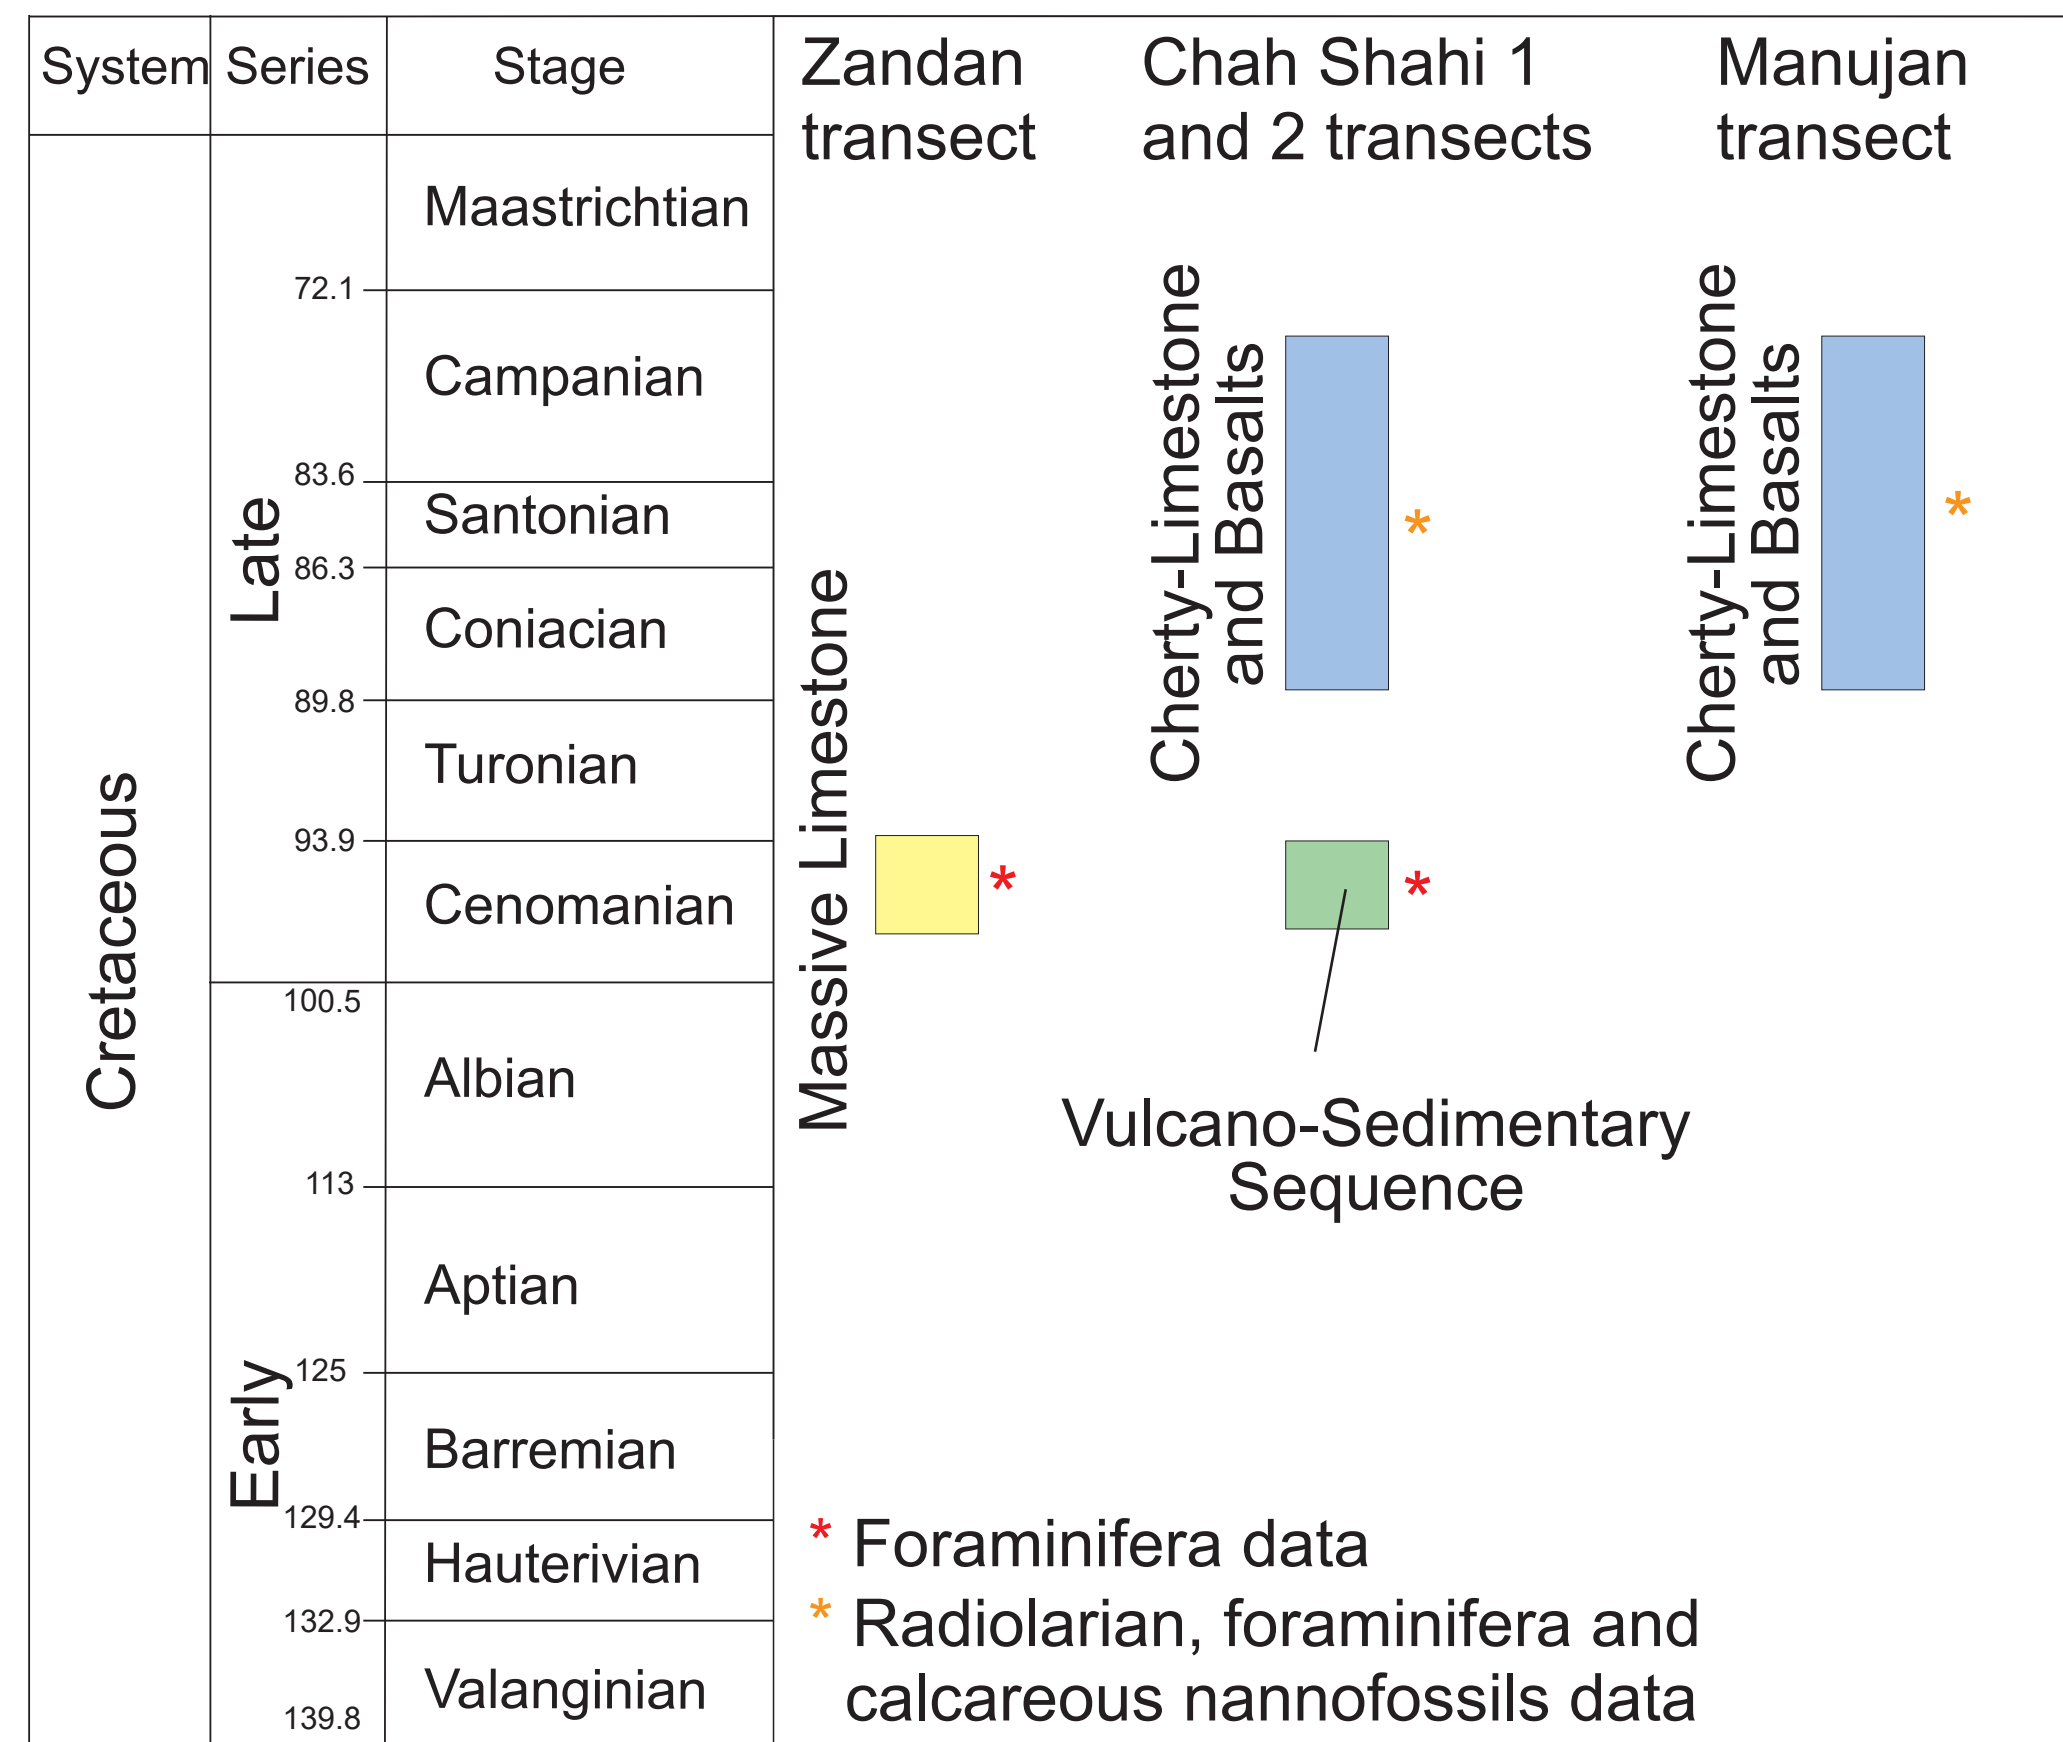 System
Series
Stage
Zandan
transect
Chah Shahi 1
and 2 transects
Manujan
transect
Cretaceous
Late
Early
Maastrichtian
72.1
Campanian
83.6
Santonian
86.3
Coniacian
89.8
Turonian
93.9
Cenomanian
100.5
Albian
113
Aptian
125
Barremian
129.4
Hauterivian
132.9
Valanginian
139.8
Massive Limestone
*
Cherty-Limestone
and Basalts
*
*
Vulcano-Sedimentary
Sequence
Cherty-Limestone
and Basalts
*
* Foraminifera data
* Radiolarian, foraminifera and
calcareous nannofossils data